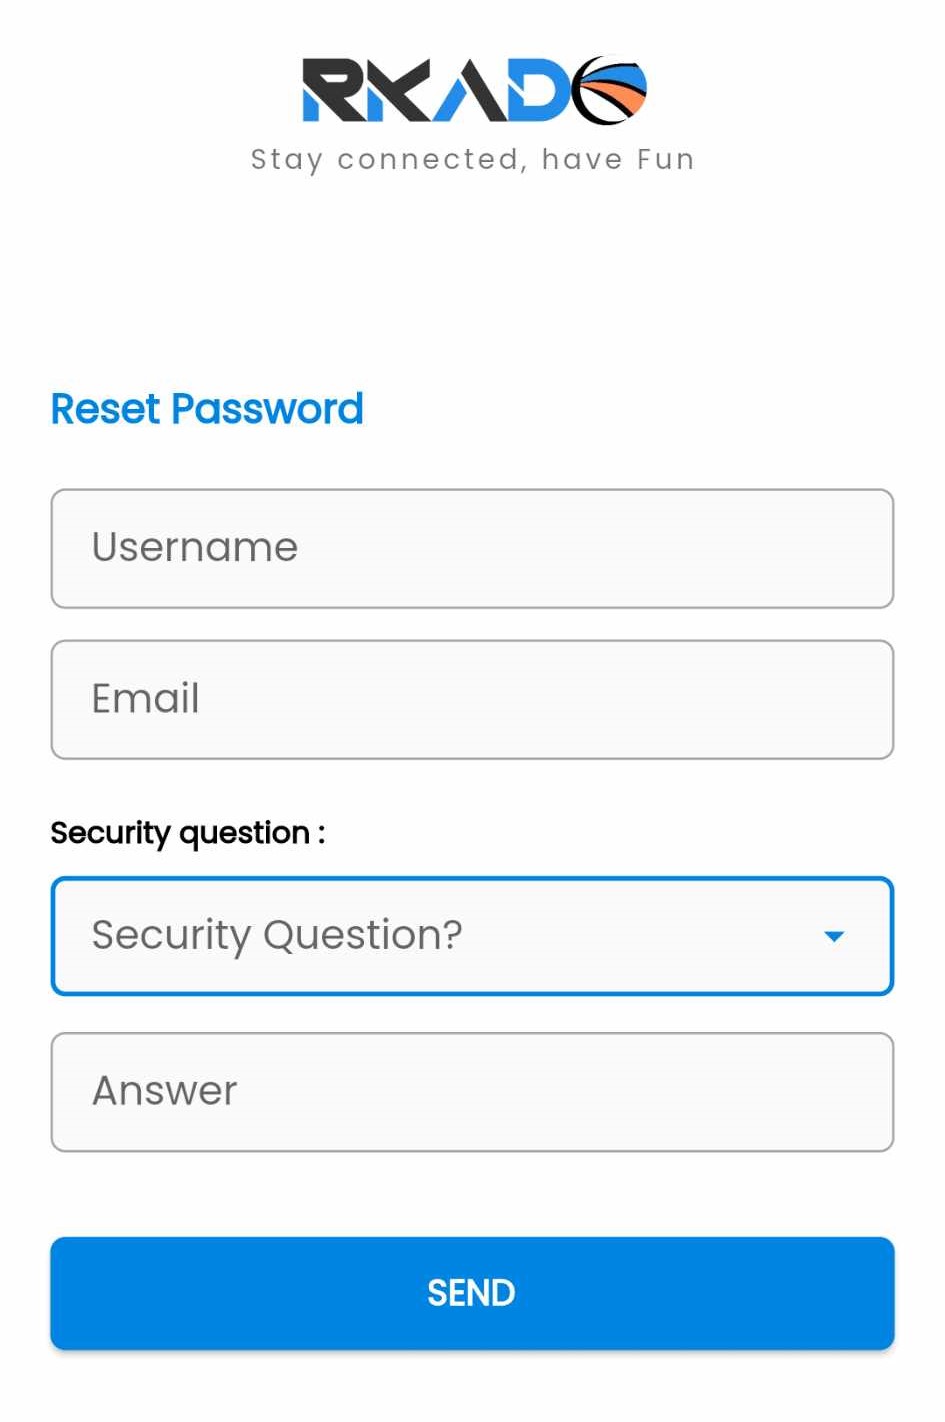 RKADO
Stay connected, have Fun
Reset Password
Username
Email
Security question :
Security Question?
Answer
SEND